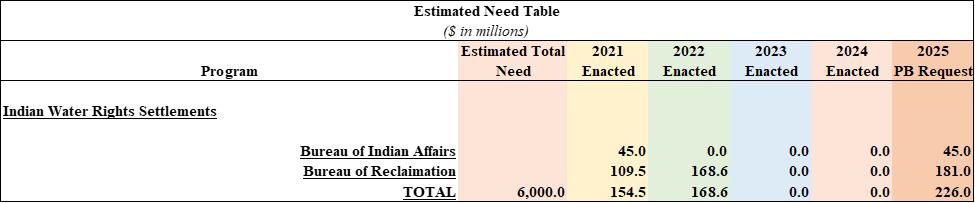 Estimated Need Table
($ in millions)
Estimated Total 2021 2022 2023 2024 2025
Program Need Enacted Enacted Enacted Enacted PB Request
Indian Water Rights Settlements
Bureau of Indian Affairs 45.0 0.0 0.0 0.0 45.0
Bureau of Reclaimation 109.5 168.6 0.0 0.0 181.0
TOTAL 6,000.0 154.5 168.6 0.0 0.0 226.0